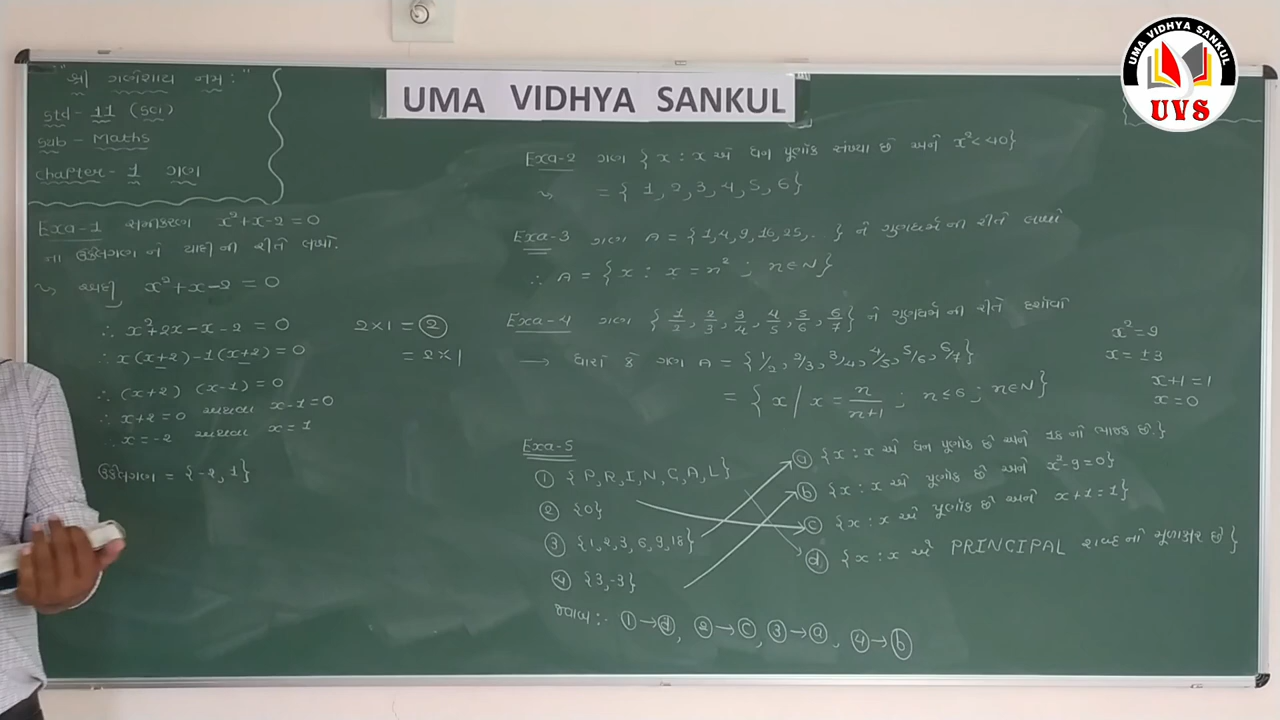 UMA VIDHYA SANKUL
UMA VIDHYA SANKUL
UVS
"શ્રી ગણેશાય નમઃ"
Std - 11 (Sci)
Sub - Maths
Chapter - 1 ગણ
Exa-1 સમીકરણ x²+x-2=0
ના ઉકેલગણ ને યાદીની રીતે લખો.
અહી x²+x-2=0
∴ x²+2x-x-2=0
2×1=②
∴ x(x+2)-1(x+2)=0
=2×1
∴ (x+2) (x-1)=0
∴ x+2=0 અથવા x-1=0
∴ x=-2 અથવા x=1
ઉકેલગણ = {-2,1}
Exa-2 ગણ {x : x એ ધન પૂર્ણાંક સંખ્યા છે અને x²<40}
= {1,2,3,4,5,6}
Exa-3 ગણ A={1,4,9,16,25,...} ને ગુણધર્મ ની રીતે લખો
∴ A = {x : x = n² ; n∈N}
Exa-4 ગણ {1/2, 2/3, 3/4, 4/5, 5/6, 6/7} ને ગુણધર્મ ની રીતે દર્શાવો
→ ધારો કે ગણ A = {1/2, 2/3, 3/4, 4/5, 5/6, 6/7}
= {x / x = n/n+1 ; n≤6 ; n∈N}
x²=9
x=±3
x+1=1
x=0
Exa-5
① {P,R,I,N,C,A,L}
② {0}
③ {1,2,3,6,9,18}
④ {3,-3}
ⓐ {x : x એ ધન પૂર્ણાંક છે અને 18 નો ભાજક છે.}
ⓑ {x : x એ પૂર્ણાંક છે અને x²-9=0}
ⓒ {x : x એ પૂર્ણાંક છે અને x+1=1}
ⓓ {x : x એ PRINCIPAL શબ્દનો મૂળાક્ષર છે}
જવાબ :- ①→ⓓ, ②→ⓒ, ③→ⓐ, ④→ⓑ